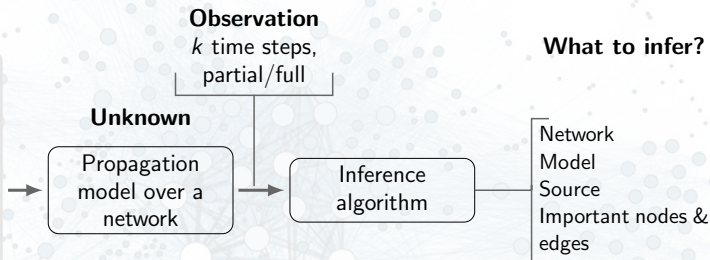 Observation
k time steps,
partial/full
What to infer?
Unknown
Propagation
model over a
network
Inference
algorithm
Network
Model
Source
Important nodes &
edges